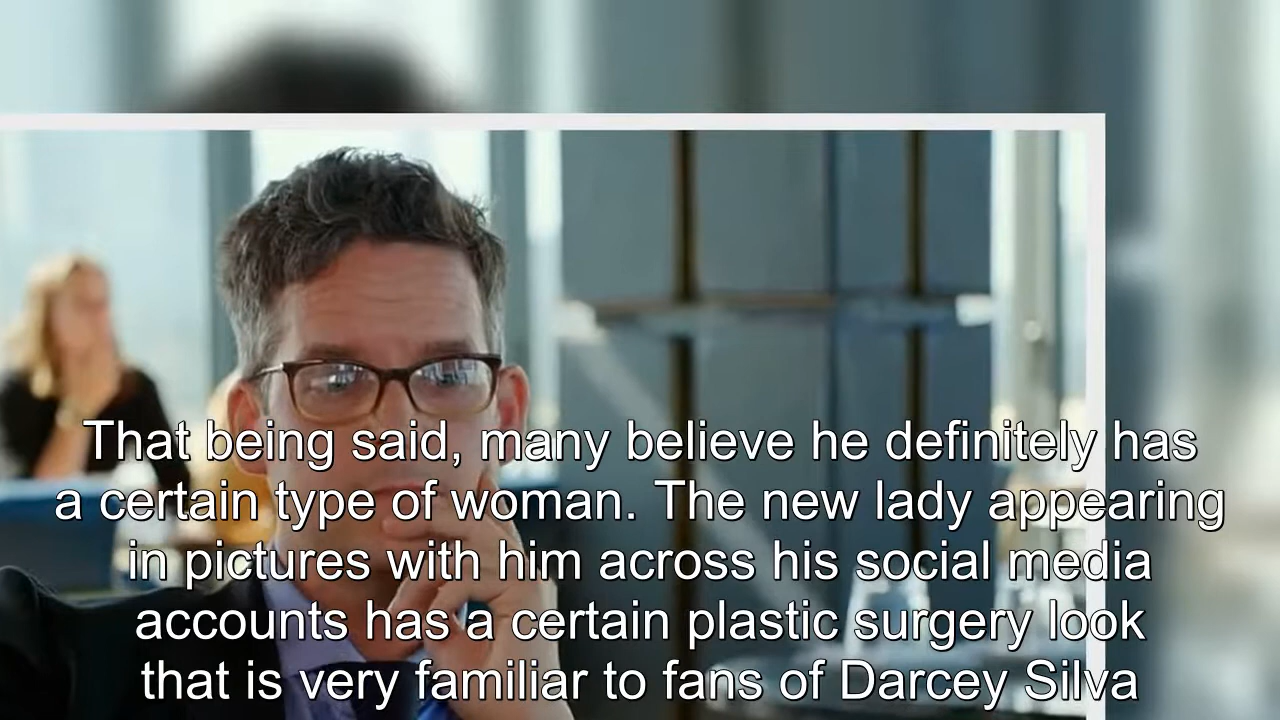 That being said, many believe he definitely has
a certain type of woman. The new lady appearing
in pictures with him across his social media
accounts has a certain plastic surgery look
that is very familiar to fans of Darcey Silva